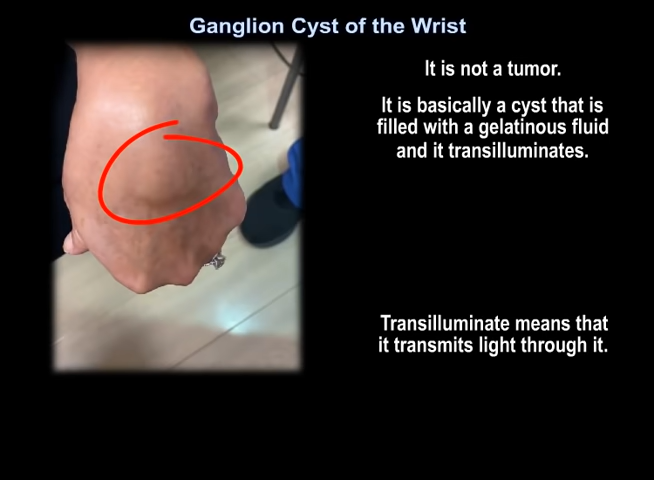 Ganglion Cyst of the Wrist
It is not a tumor.
It is basically a cyst that is
filled with a gelatinous fluid
and it transilluminates.
Transilluminate means that
it transmits light through it.